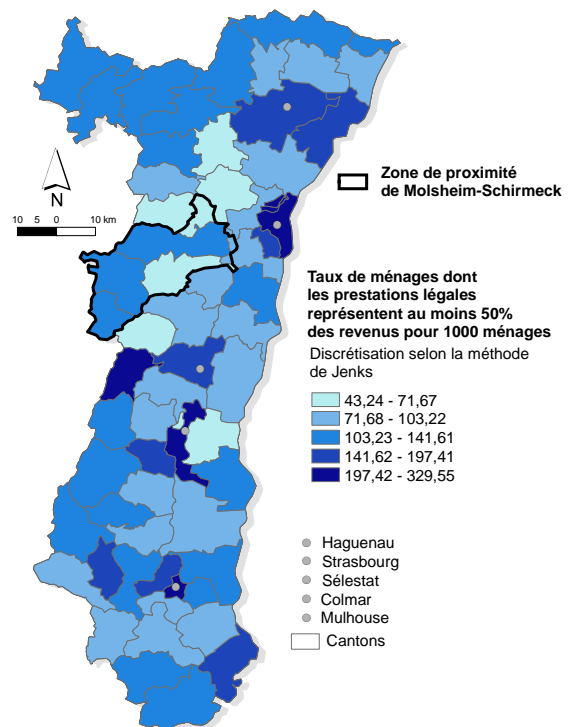 Zone de proximité
de Molsheim-Schirmeck
N
10 5 0 10 km
Taux de ménages dont
les prestations légales
représentent au moins 50%
des revenus pour 1000 ménages
Discrétisation selon la méthode
de Jenks
43,24 - 71,67
71,68 - 103,22
103,23 - 141,61
141,62 - 197,41
197,42 - 329,55
Haguenau
Strasbourg
Sélestat
Colmar
Mulhouse
Cantons